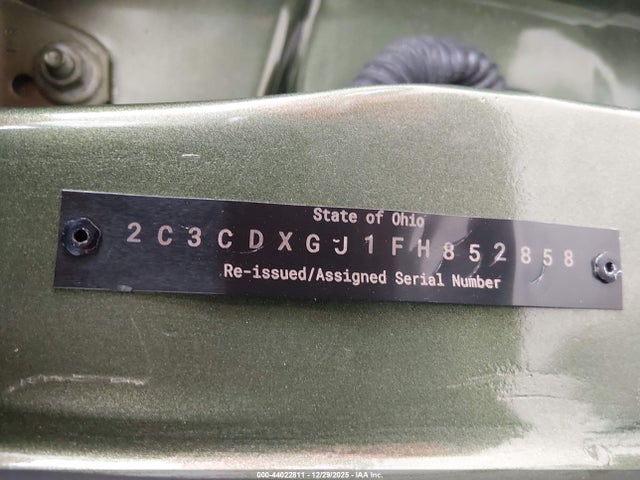 State of Ohio
2C3CDXGJ1FH852858
Re-issued/Assigned Serial Number
000-44022811 - 12/29/2025 - IAA, Inc.